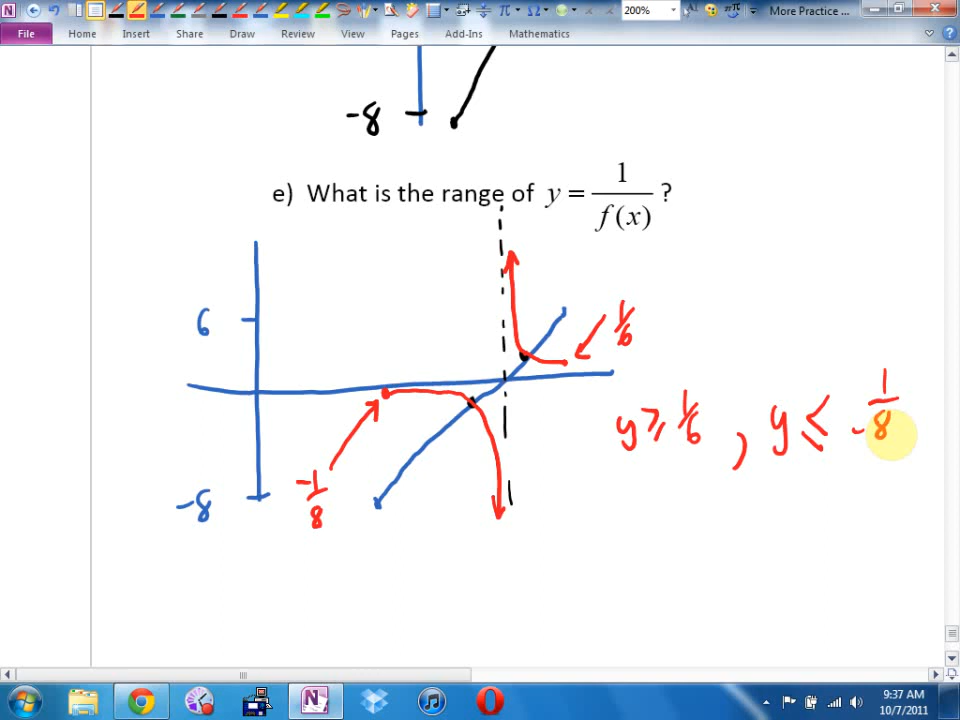 200%
More Practice ...
File Home Insert Share Draw Review View Pages Add-Ins Mathematics
-8
e) What is the range of y = 1/f(x) ?
6
1/6
y ≥ 1/6 , y ≤ -1/8
-1/8
-8
9:37 AM
10/7/2011